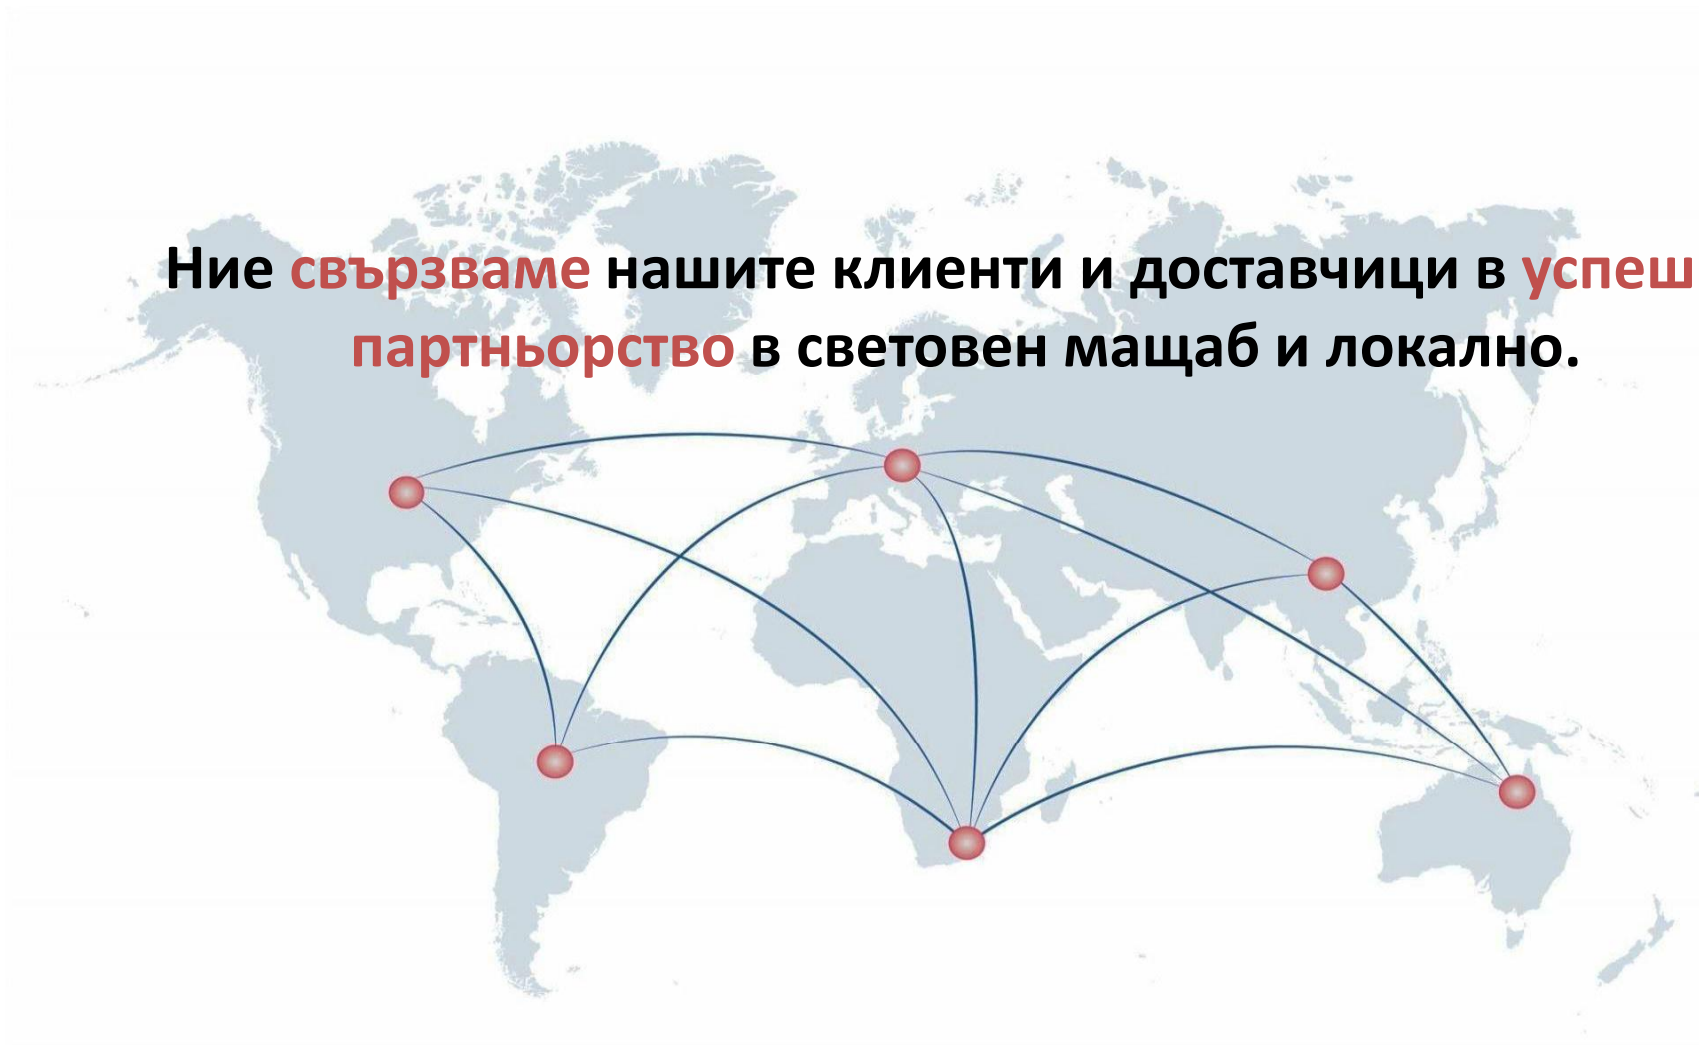 Ние свързваме нашите клиенти и доставчици в успеш
партньорство в световен мащаб и локално.